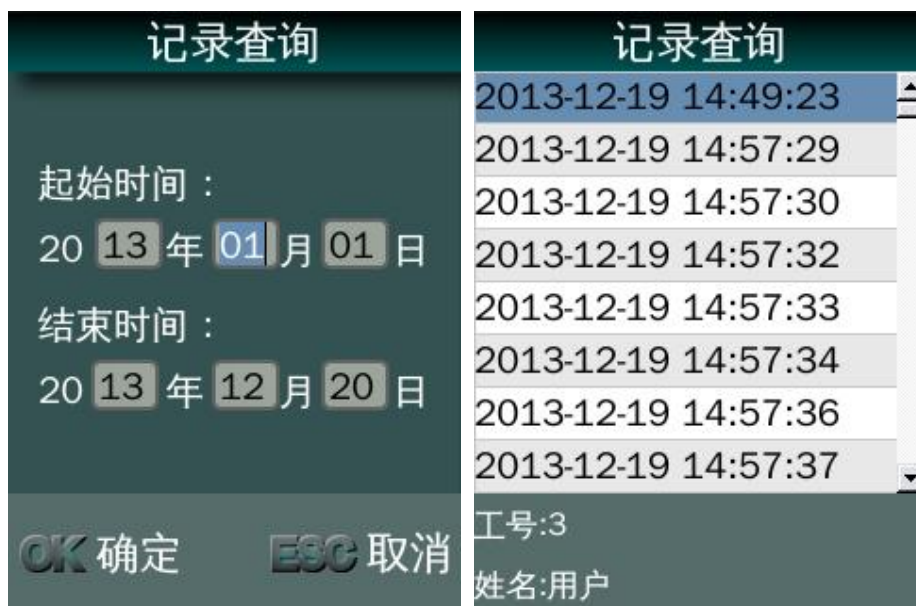 记录查询
起始时间：
20 13 年 01 月 01 日
结束时间：
20 13 年 12 月 20 日
OK 确定 ESC 取消
记录查询
2013-12-19 14:49:23
2013-12-19 14:57:29
2013-12-19 14:57:30
2013-12-19 14:57:32
2013-12-19 14:57:33
2013-12-19 14:57:34
2013-12-19 14:57:36
2013-12-19 14:57:37
工号:3
姓名:用户